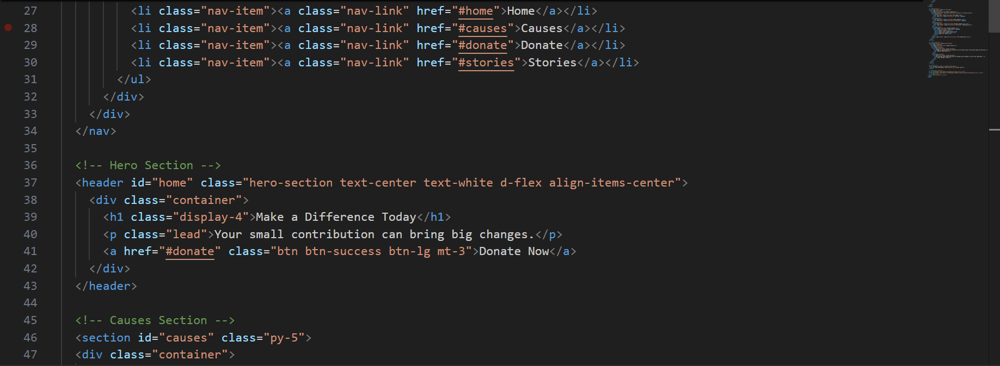 27 <li class="nav-item"><a class="nav-link" href="#home">Home</a></li>
28 <li class="nav-item"><a class="nav-link" href="#causes">Causes</a></li>
29 <li class="nav-item"><a class="nav-link" href="#donate">Donate</a></li>
30 <li class="nav-item"><a class="nav-link" href="#stories">Stories</a></li>
31 </ul>
32 </div>
33 </div>
34 </nav>
35
36 <!-- Hero Section -->
37 <header id="home" class="hero-section text-center text-white d-flex align-items-center">
38 <div class="container">
39 <h1 class="display-4">Make a Difference Today</h1>
40 <p class="lead">Your small contribution can bring big changes.</p>
41 <a href="#donate" class="btn btn-success btn-lg mt-3">Donate Now</a>
42 </div>
43 </header>
44
45 <!-- Causes Section -->
46 <section id="causes" class="py-5">
47 <div class="container">